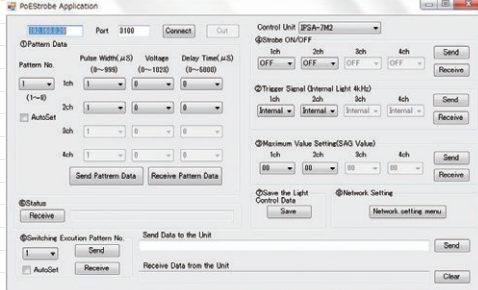 PoEStrobe Application
Port 3100 Connect Cut
Control Unit IPSA-7M2
①Pattern Data
Pattern No.
Pulse Width(μS) (0~999)
Voltage (0~1023)
Delay Time(μS) (0~5000)
1 1ch 1 0 0
(1~8)
2ch 1 0 0
AutoSet
3ch 1 0 0
4ch 1 0 0
Send Pattrern Data Receive Pattern Data
④Strobe ON/OFF
1ch 2ch 3ch 4ch
OFF OFF OFF OFF
Send
Receive
②Trigger Signal (Internal Light 4kHz)
1ch 2ch 3ch 4ch
Internal Internal Internal Internal
Send
Receive
③Maximum Value Setting(SAG Value)
1ch 2ch 3ch 4ch
00 00 00 00
Send
Receive
Status
Receive
⑦Save the Light Control Data
Save
⑧Network Setting
Network setting menu
Switching Excution Pattern No.
1 Send
AutoSet Receive
Send Data to the Unit
Send
Receive Data from the Unit
Clear